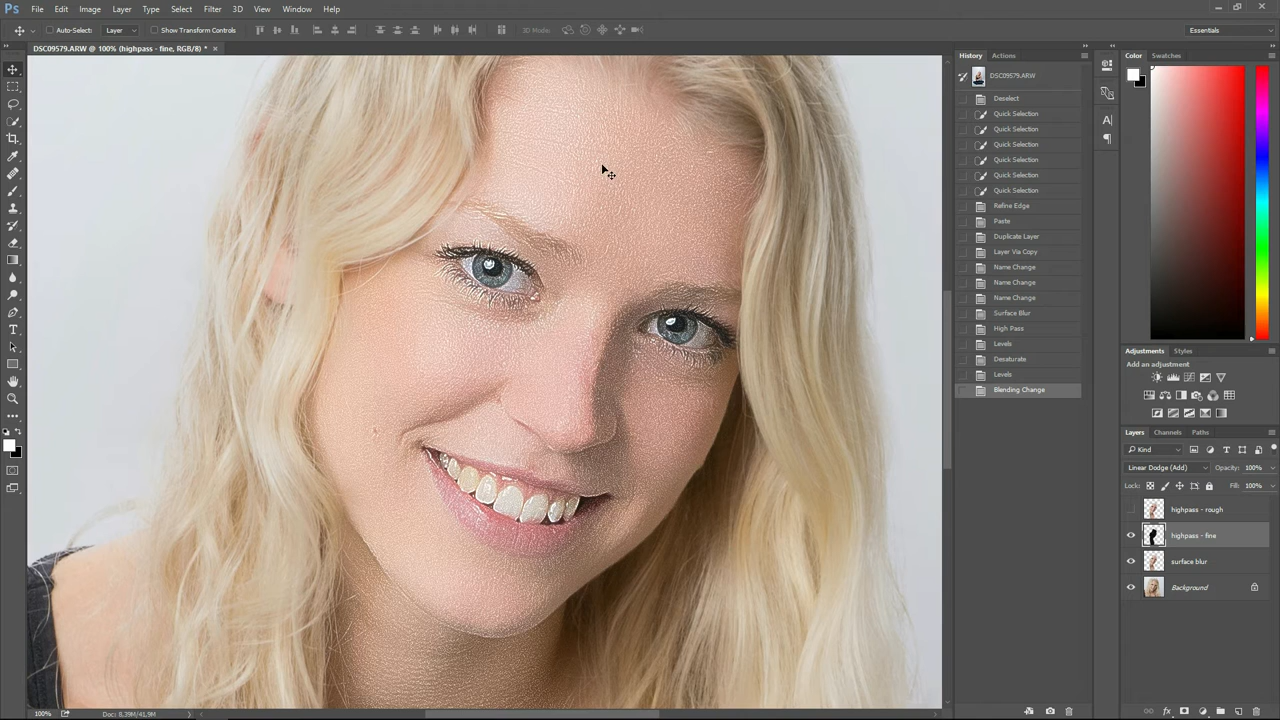 Ps File Edit Image Layer Type Select Filter 3D View Window Help
Auto-Select: Layer Show Transform Controls 3D Mode: Essentials
DSC09579.ARW @ 100% (highpass - fine, RGB/8) * ×
History Actions
DSC09579.ARW
Deselect
Quick Selection
Quick Selection
Quick Selection
Quick Selection
Quick Selection
Quick Selection
Refine Edge
Paste
Duplicate Layer
Layer Via Copy
Name Change
Name Change
Name Change
Surface Blur
High Pass
Levels
Desaturate
Levels
Blending Change
Color Swatches
Adjustments Styles
Add an adjustment
Layers Channels Paths
Kind
Linear Dodge (Add) Opacity: 100%
Lock: Fill: 100%
highpass - rough
highpass - fine
surface blur
Background
100% Doc: 8,39M/41,9M